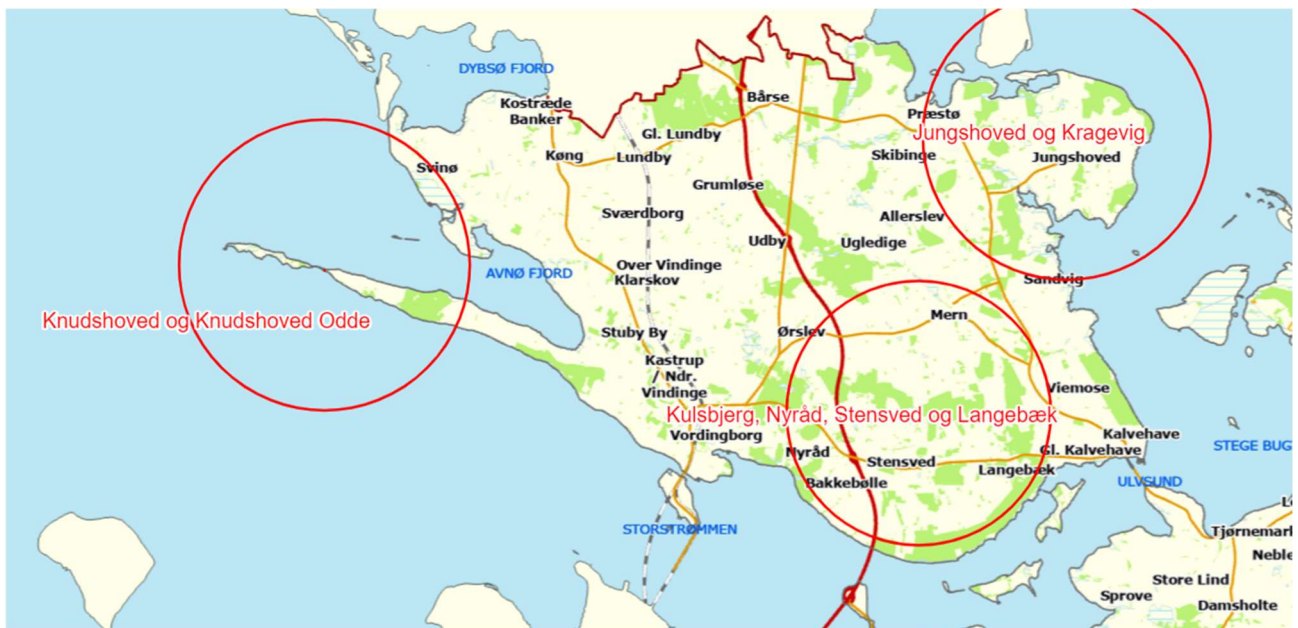 DYBSØ FJORD
Kostræde
Banker
Bårse
Præstø
Gl. Lundby
Jungshoved og Kragevig
Køng
Lundby
Skibinge
Jungshoved
Svinø
Grumløse
Sværdborg
Allerslev
Udby
Ugledige
Over Vindinge
AVNØ FJORD
Klarskov
Sandvig
Knudshoved og Knudshoved Odde
Mern
Stuby By
Ørslev
Kastrup
Ndr.
Vindinge
Viemose
Kulsbjerg, Nyråd, Stensved og Langebæk
Vordingborg
Kalvehave
STEGE BUG
Nyråd
Gl. Kalvehave
Stensved
Langebæk
Bakkebølle
ULVSUND
STORSTRØMMEN
Tjørnemar
Neble
Store Lind
Sprove
Damsholte